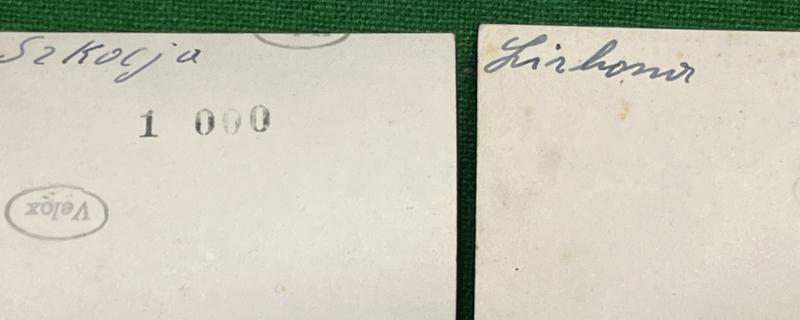 Szkocja
1 000
Velox
Lizbona